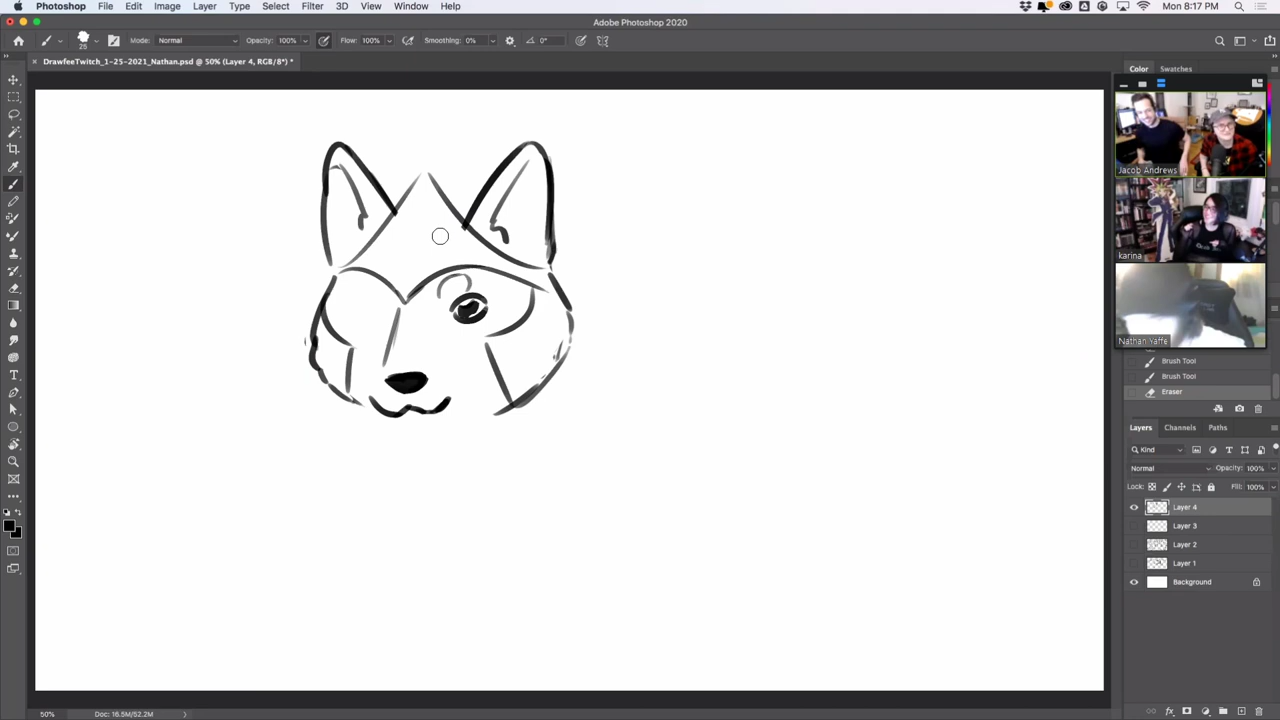 Photoshop File Edit Image Layer Type Select Filter 3D View Window Help Mon 8:17 PM
Adobe Photoshop 2020
25 Mode: Normal Opacity: 100% Flow: 100% Smoothing: 0% 0°
DrawfeeTwitch_1-25-2021_Nathan.psd @ 50% (Layer 4, RGB/8*) *
Color Swatches
Jacob Andrews
karina
Nathan Yaffe
Brush Tool
Brush Tool
Eraser
Layers Channels Paths
Kind
Normal Opacity: 100%
Lock: Fill: 100%
Layer 4
Layer 3
Layer 2
Layer 1
Background
50% Doc: 16.5M/52.2M